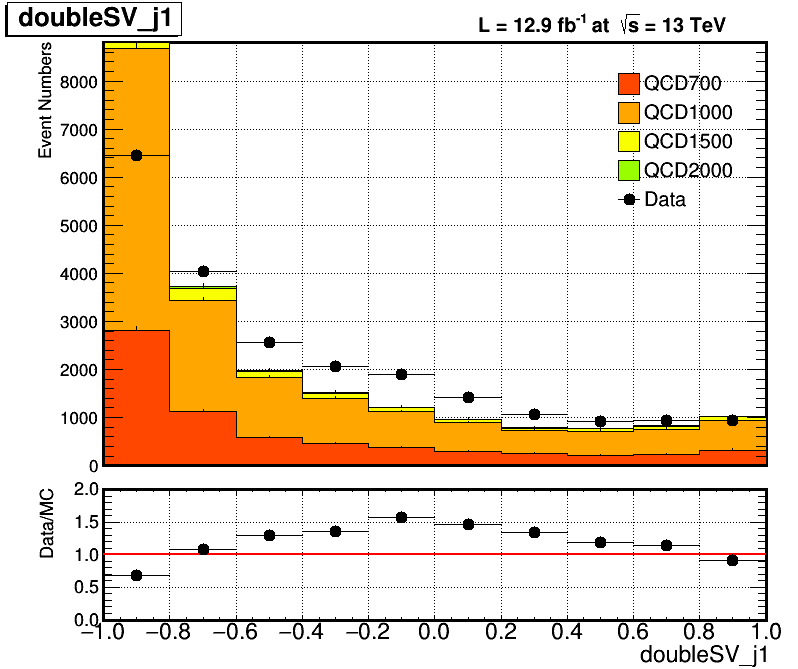 doubleSV_j1
L = 12.9 fb⁻¹ at √s = 13 TeV
Event Numbers
8000
7000
6000
5000
4000
3000
2000
1000
0
QCD700
QCD1000
QCD1500
QCD2000
Data
Data/MC
2.0
1.5
1.0
0.5
0.0
−1.0 −0.8 −0.6 −0.4 −0.2 0.0 0.2 0.4 0.6 0.8 1.0
doubleSV_j1